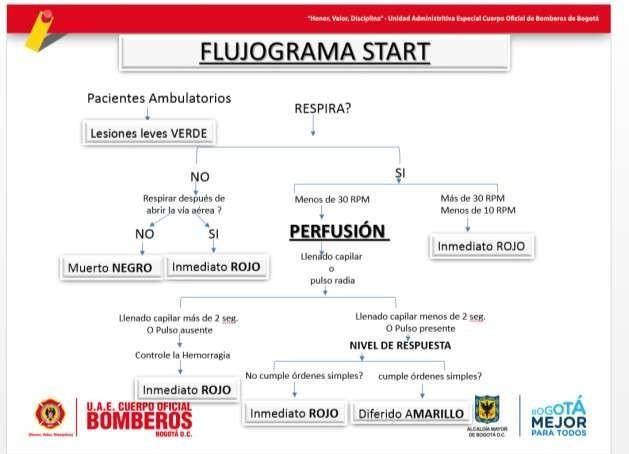 "Honor, Valor, Disciplina" - Unidad Administritiva Especial Cuerpo Oficial de Bomberos de Bogotá
FLUJOGRAMA START
Pacientes Ambulatorios
Lesiones leves VERDE
RESPIRA?
NO
SI
Respirar después de
abrir la vía aérea ?
NO
SI
Muerto NEGRO
Inmediato ROJO
Menos de 30 RPM
PERFUSIÓN
Llenado capilar
o
pulso radia
Más de 30 RPM
Menos de 10 RPM
Inmediato ROJO
Llenado capilar más de 2 seg.
O Pulso ausente
Controle la Hemorragia
Inmediato ROJO
Llenado capilar menos de 2 seg.
O Pulso presente
NIVEL DE RESPUESTA
No cumple órdenes simples?
cumple órdenes simples?
Inmediato ROJO
Diferido AMARILLO
U.A.E. CUERPO OFICIAL
BOMBEROS
BOGOTÁ D.C.
ALCALDÍA MAYOR
DE BOGOTÁ D.C.
BOGOTÁ
MEJOR
PARA TODOS